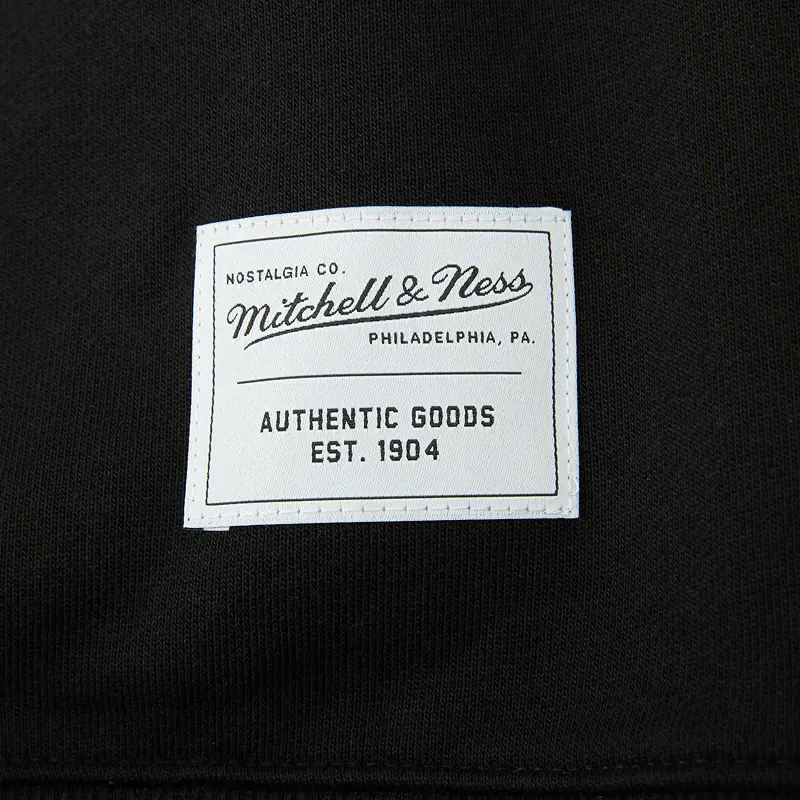 NOSTALGIA CO.
Mitchell & Ness
PHILADELPHIA, PA.
AUTHENTIC GOODS
EST. 1904